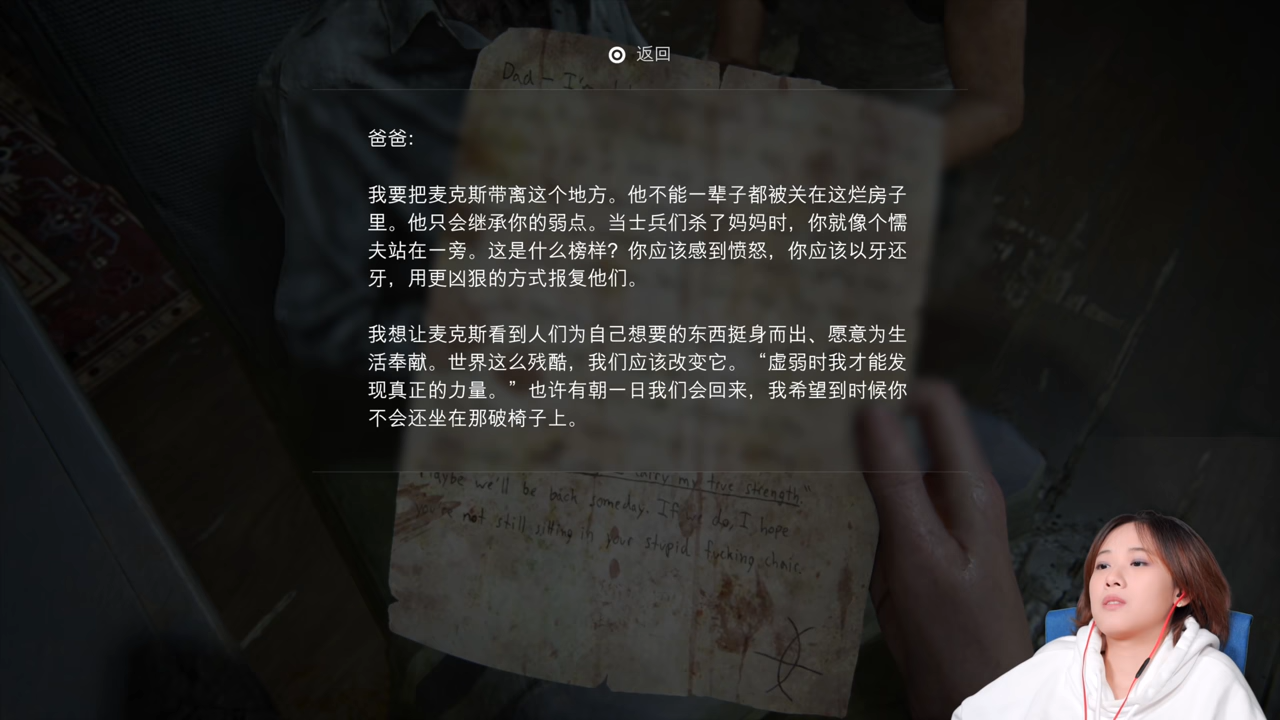 返回
Dad – I'm
爸爸:
我要把麦克斯带离这个地方。他不能一辈子都被关在这烂房子
里。他只会继承你的弱点。当士兵们杀了妈妈时，你就像个懦
夫站在一旁。这是什么榜样？你应该感到愤怒，你应该以牙还
牙，用更凶狠的方式报复他们。
我想让麦克斯看到人们为自己想要的东西挺身而出、愿意为生
活奉献。世界这么残酷，我们应该改变它。“虚弱时我才能发
现真正的力量。”也许有朝一日我们会回来，我希望到时候你
不会还坐在那破椅子上。
my true strength."
Maybe we'll be back someday. If we do, I hope
you're not still sitting in your stupid fucking chair.